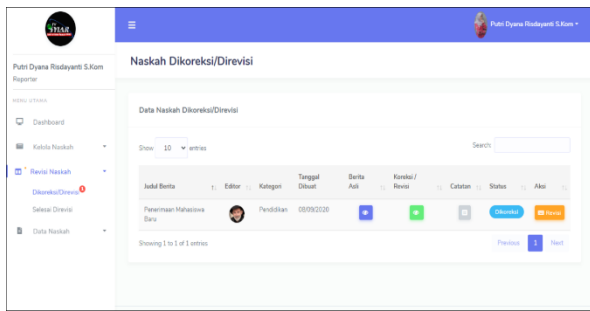 SYIAR
Putri Dyana Risdayanti S.Kom
Putri Dyana Risdayanti S.Kom
Reporter
MENU UTAMA
Dashboard
Kelola Naskah
Revisi Naskah
Dikoreksi/Direvisi
Selesai Direvisi
Data Naskah
Naskah Dikoreksi/Direvisi
Data Naskah Dikoreksi/Direvisi
Show 10 entries
Search:
Judul Berita Editor Kategori Tanggal Dibuat Berita Asli Koreksi / Revisi Catatan Status Aksi
Penerimaan Mahasiswa Baru Pendidikan 08/09/2020 Dikoreksi Revisi
Showing 1 to 1 of 1 entries
Previous 1 Next